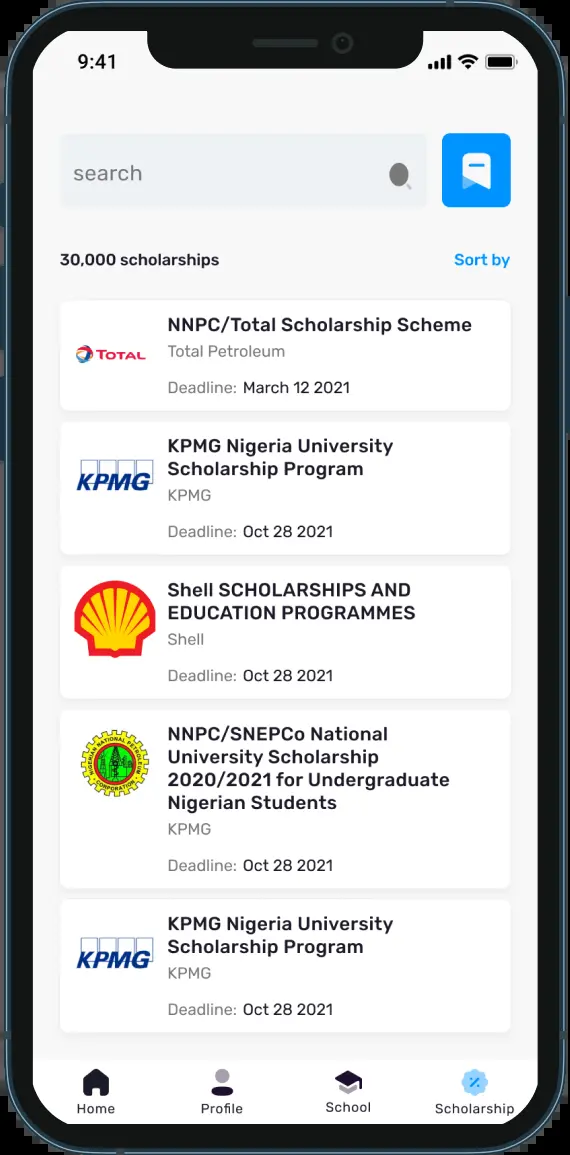 9:41
search
30,000 scholarships
Sort by
NNPC/Total Scholarship Scheme
TOTAL
Total Petroleum
Deadline: March 12 2021
KPMG Nigeria University
Scholarship Program
KPMG
KPMG
Deadline: Oct 28 2021
Shell SCHOLARSHIPS AND
EDUCATION PROGRAMMES
Shell
Deadline: Oct 28 2021
NNPC/SNEPCo National
University Scholarship
2020/2021 for Undergraduate
Nigerian Students
NIGERIAN NATIONAL PETROLEUM
CORPORATION
KPMG
Deadline: Oct 28 2021
KPMG Nigeria University
Scholarship Program
KPMG
KPMG
Deadline: Oct 28 2021
Home
Profile
School
Scholarship